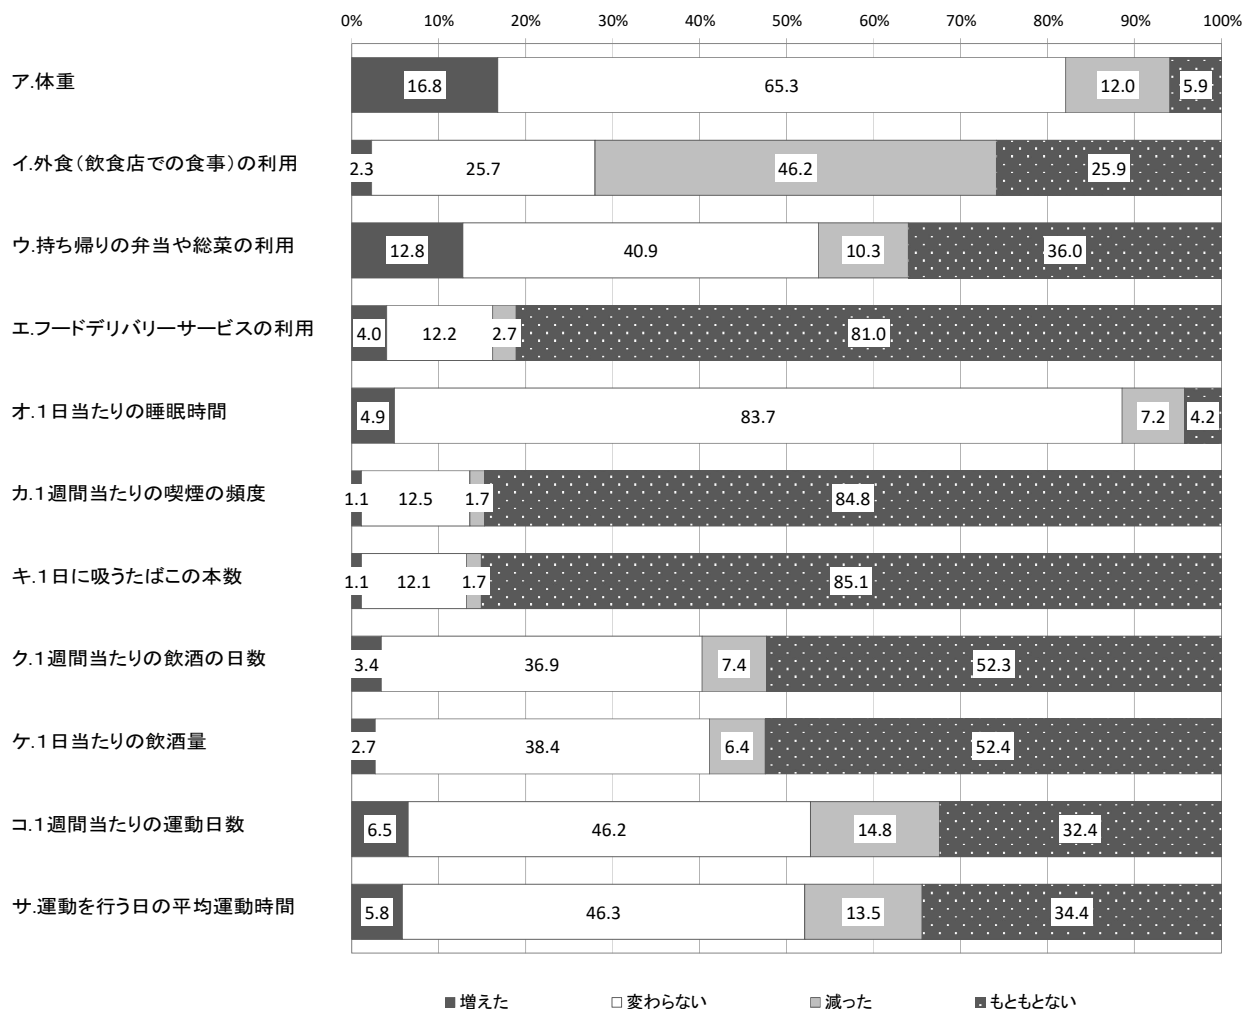 0% 10% 20% 30% 40% 50% 60% 70% 80% 90% 100%
ア.体重 16.8 65.3 12.0 5.9
イ.外食(飲食店での食事)の利用 2.3 25.7 46.2 25.9
ウ.持ち帰りの弁当や総菜の利用 12.8 40.9 10.3 36.0
エ.フードデリバリーサービスの利用 4.0 12.2 2.7 81.0
オ.1日当たりの睡眠時間 4.9 83.7 7.2 4.2
カ.1週間当たりの喫煙の頻度 1.1 12.5 1.7 84.8
キ.1日に吸うたばこの本数 1.1 12.1 1.7 85.1
ク.1週間当たりの飲酒の日数 3.4 36.9 7.4 52.3
ケ.1日当たりの飲酒量 2.7 38.4 6.4 52.4
コ.1週間当たりの運動日数 6.5 46.2 14.8 32.4
サ.運動を行う日の平均運動時間 5.8 46.3 13.5 34.4
増えた 変わらない 減った もともとない